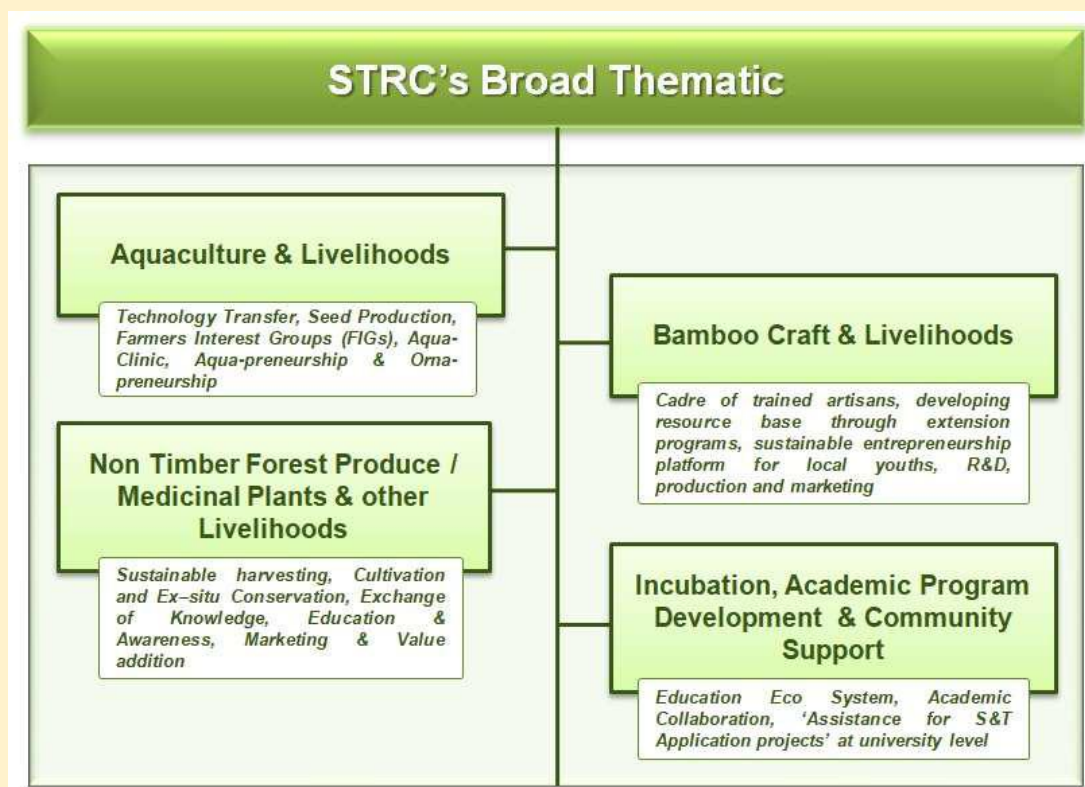 STRC's Broad Thematic
Aquaculture & Livelihoods
Technology Transfer, Seed Production,
Farmers Interest Groups (FIGs), Aqua-
Clinic, Aqua-preneurship & Orna-
preneurship
Bamboo Craft & Livelihoods
Cadre of trained artisans, developing
resource base through extension
programs, sustainable entrepreneurship
platform for local youths, R&D,
production and marketing
Non Timber Forest Produce /
Medicinal Plants & other
Livelihoods
Sustainable harvesting, Cultivation
and Ex–situ Conservation, Exchange
of Knowledge, Education &
Awareness, Marketing & Value
addition
Incubation, Academic Program
Development & Community
Support
Education Eco System, Academic
Collaboration, ‘Assistance for S&T
Application projects’ at university level